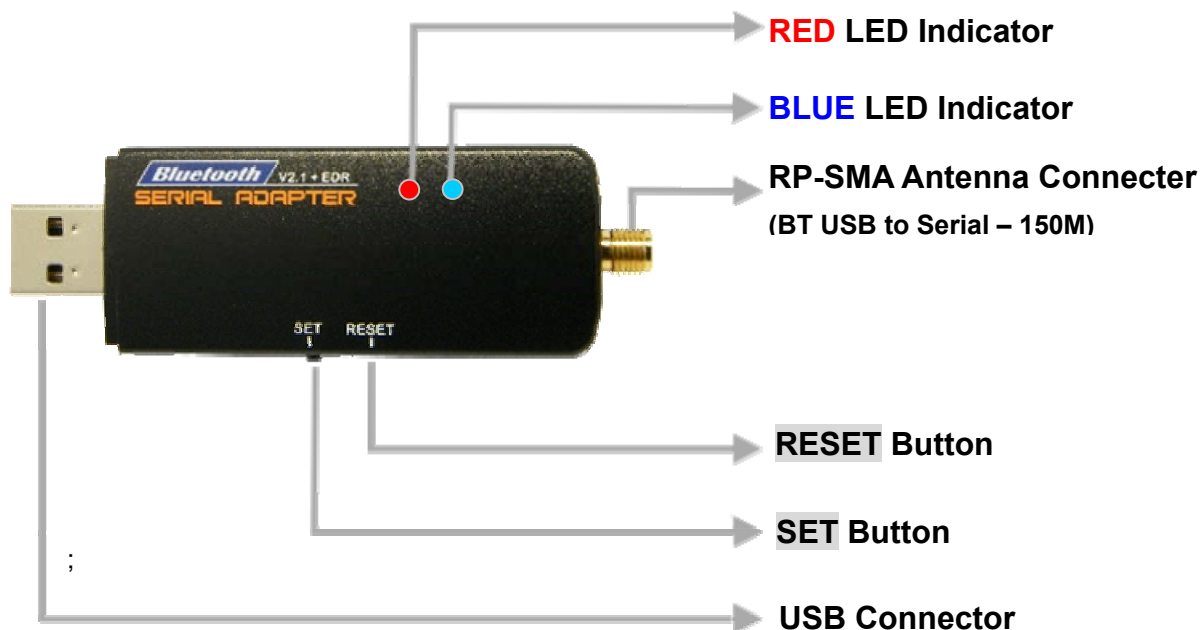 RED LED Indicator
BLUE LED Indicator
Bluetooth V2.1 + EDR
SERIAL ADAPTER
RP-SMA Antenna Connecter
(BT USB to Serial – 150M)
SET RESET
RESET Button
SET Button
;
USB Connector